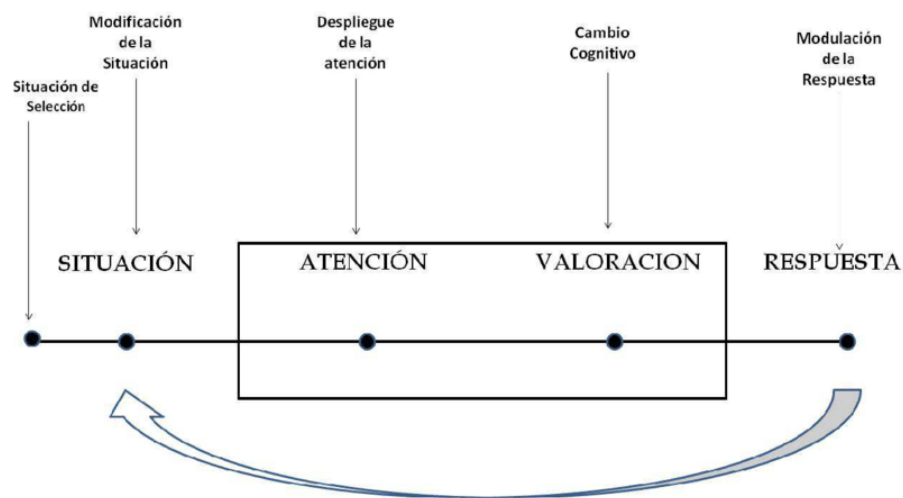 Modificación
de la
Situación
Despliegue
de la
atención
Cambio
Cognitivo
Modulación
de la
Respuesta
Situación de
Selección
SITUACIÓN
ATENCIÓN
VALORACION
RESPUESTA